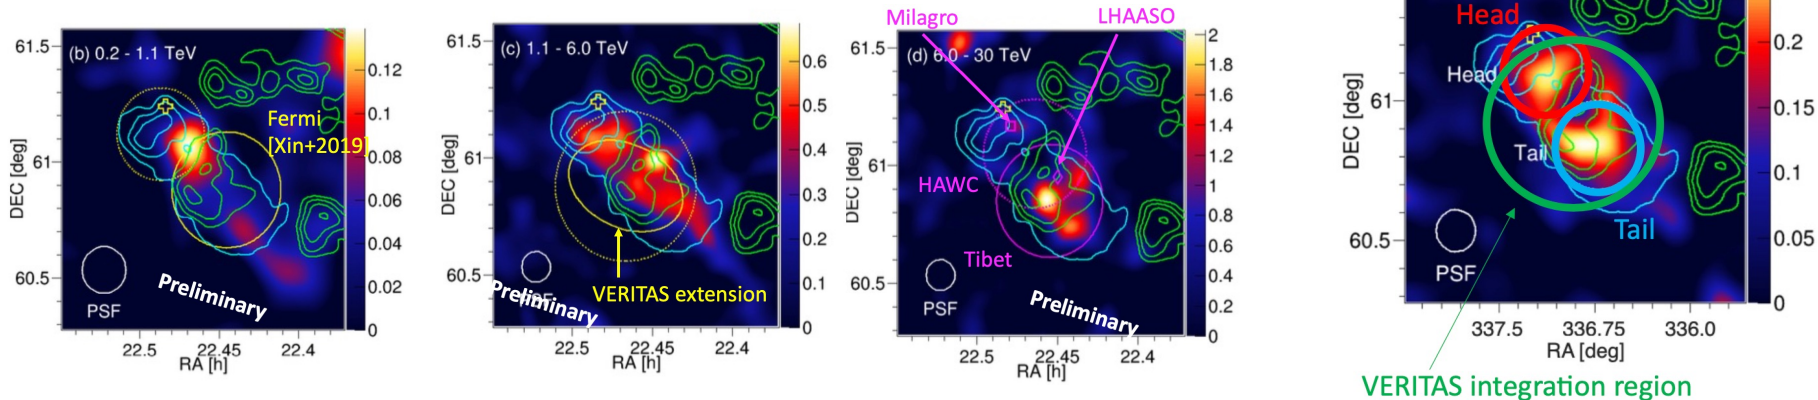 (b) 0.2 - 1.1 TeV
Fermi
[Xin+2019]
PSF
Preliminary
61.5
61
60.5
DEC [deg]
22.5
22.45
22.4
RA [h]
0.12
0.1
0.08
0.06
0.04
0.02
0
(c) 1.1 - 6.0 TeV
VERITAS extension
PSF
Preliminary
61.5
61
60.5
DEC [deg]
22.5
22.45
22.4
RA [h]
0.6
0.5
0.4
0.3
0.2
0.1
0
Milagro
LHAASO
(d) 6.0 - 30 TeV
HAWC
Tibet
PSF
Preliminary
61.5
61
60.5
DEC [deg]
22.5
22.45
22.4
RA [h]
2
1.8
1.6
1.4
1.2
1
0.8
0.6
0.4
0.2
0
Head
Head
Tail
Tail
PSF
61
60.5
DEC [deg]
337.5
336.75
336.0
RA [deg]
0.2
0.15
0.1
0.05
0
VERITAS integration region